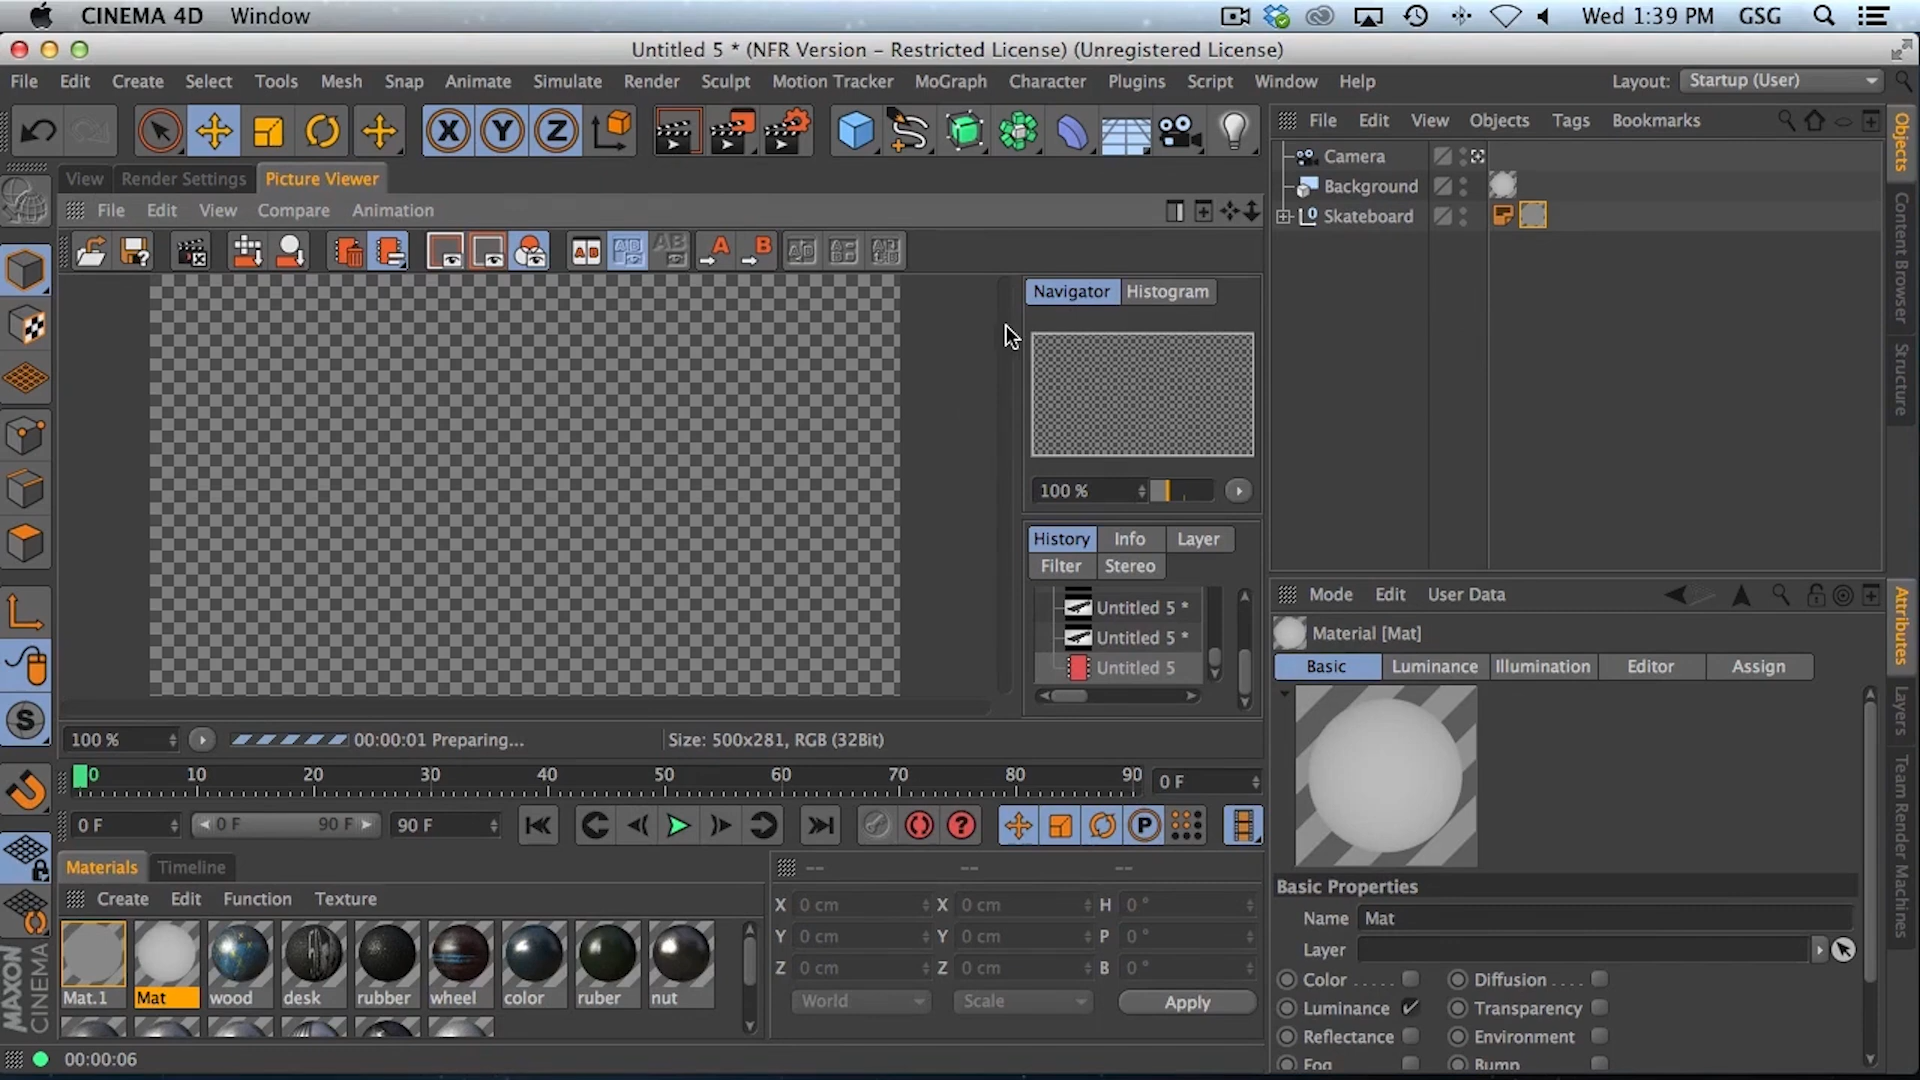 CINEMA 4D Window Wed 1:39 PM GSG
Untitled 5 * (NFR Version - Restricted License) (Unregistered License)
File Edit Create Select Tools Mesh Snap Animate Simulate Render Sculpt Motion Tracker MoGraph Character Plugins Script Window Help Layout: Startup (User)
X Y Z
File Edit View Objects Tags Bookmarks
View Render Settings Picture Viewer
File Edit View Compare Animation
Camera
Background
Skateboard
Objects
Content Browser
Structure
Navigator Histogram
100 %
History Info Layer
Filter Stereo
Untitled 5 *
Untitled 5 *
Untitled 5
100 % 00:00:01 Preparing... Size: 500x281, RGB (32Bit)
0 10 20 30 40 50 60 70 80 90 0 F
0 F 0 F 90 F 90 F
Materials Timeline
Create Edit Function Texture
Mat.1 Mat wood desk rubber wheel color ruber nut
-- -- --
X 0 cm X 0 cm H 0 °
Y 0 cm Y 0 cm P 0 °
Z 0 cm Z 0 cm B 0 °
World Scale Apply
MAXON
CINEMA
00:00:06
Mode Edit User Data
Material [Mat]
Basic Luminance Illumination Editor Assign
Basic Properties
Name Mat
Layer
Color ..... Diffusion ....
Luminance Transparency
Reflectance Environment
Fog Bump
Attributes
Layers
Team Render Machines